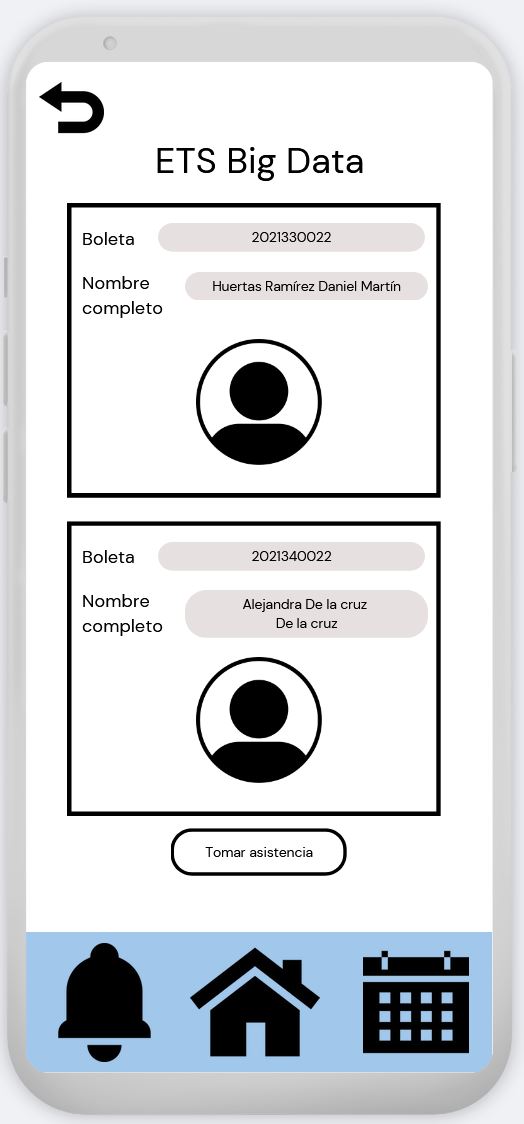 ETS Big Data
Boleta
2021330022
Nombre
completo
Huertas Ramírez Daniel Martín
Boleta
2021340022
Nombre
completo
Alejandra De la cruz
De la cruz
Tomar asistencia